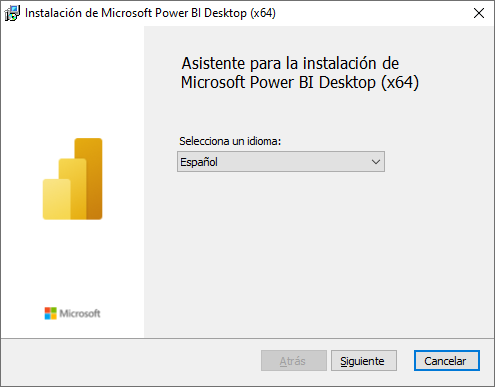 Instalación de Microsoft Power BI Desktop (x64)
Asistente para la instalación de
Microsoft Power BI Desktop (x64)
Selecciona un idioma:
Español
Microsoft
Atrás
Siguiente
Cancelar